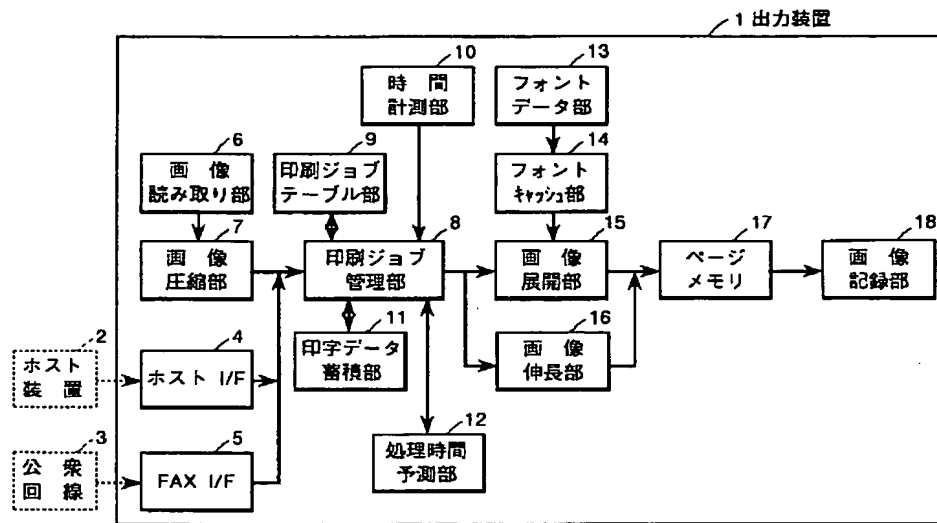 1 出力装置
10
時間
計測部
13
フォント
データ部
6
画像
読み取り部
9
印刷ジョブ
テーブル部
14
フォント
キャッシュ部
7
画像
圧縮部
8
印刷ジョブ
管理部
15
画像
展開部
17
ページ
メモリ
18
画像
記録部
11
印字データ
蓄積部
16
画像
伸長部
2
ホスト
装置
4
ホスト I/F
12
処理時間
予測部
3
公衆
回線
5
FAX I/F